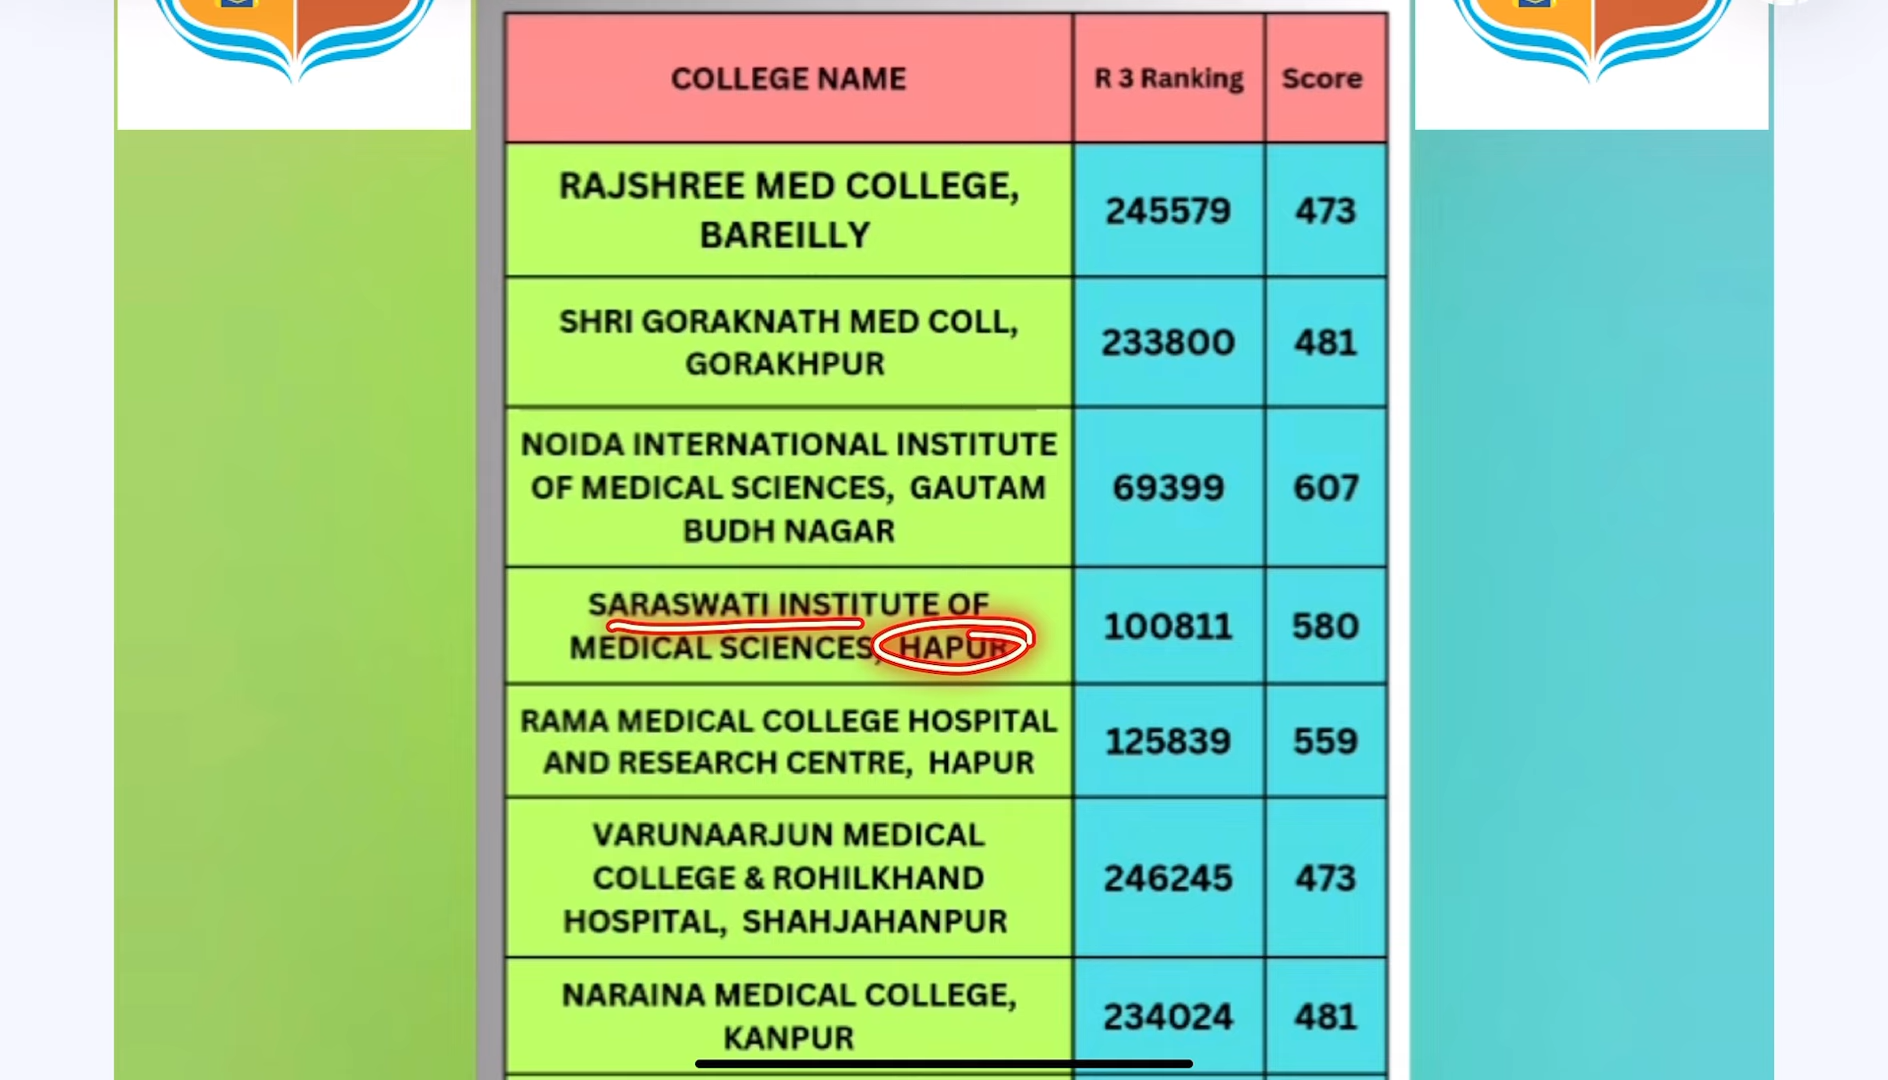 COLLEGE NAME R 3 Ranking Score
RAJSHREE MED COLLEGE,
BAREILLY
245579 473
SHRI GORAKNATH MED COLL,
GORAKHPUR
233800 481
NOIDA INTERNATIONAL INSTITUTE
OF MEDICAL SCIENCES, GAUTAM
BUDH NAGAR
69399 607
SARASWATI INSTITUTE OF
MEDICAL SCIENCES, HAPUR
100811 580
RAMA MEDICAL COLLEGE HOSPITAL
AND RESEARCH CENTRE, HAPUR
125839 559
VARUNAARJUN MEDICAL
COLLEGE & ROHILKHAND
HOSPITAL, SHAHJAHANPUR
246245 473
NARAINA MEDICAL COLLEGE,
KANPUR
234024 481